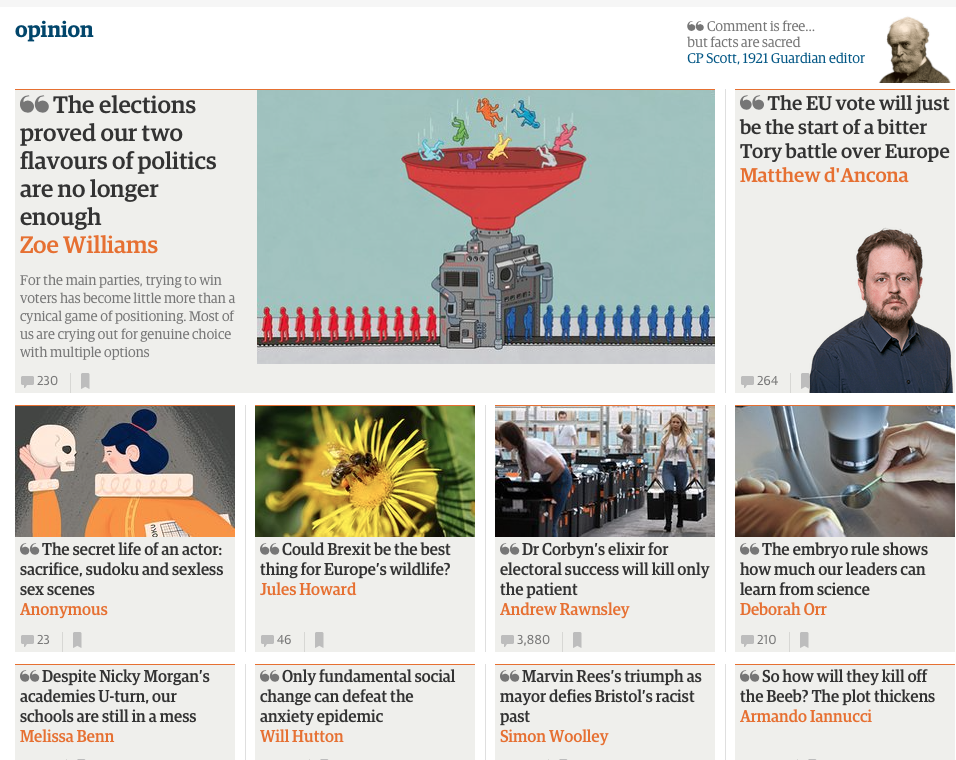 opinion
Comment is free...
but facts are sacred
CP Scott, 1921 Guardian editor
The elections
proved our two
flavours of politics
are no longer
enough
Zoe Williams
For the main parties, trying to win
voters has become little more than a
cynical game of positioning. Most of
us are crying out for genuine choice
with multiple options
230
The EU vote will just
be the start of a bitter
Tory battle over Europe
Matthew d'Ancona
264
The secret life of an actor:
sacrifice, sudoku and sexless
sex scenes
Anonymous
23
Could Brexit be the best
thing for Europe's wildlife?
Jules Howard
46
Dr Corbyn's elixir for
electoral success will kill only
the patient
Andrew Rawnsley
3,880
The embryo rule shows
how much our leaders can
learn from science
Deborah Orr
210
Despite Nicky Morgan's
academies U-turn, our
schools are still in a mess
Melissa Benn
Only fundamental social
change can defeat the
anxiety epidemic
Will Hutton
Marvin Rees's triumph as
mayor defies Bristol's racist
past
Simon Woolley
So how will they kill off
the Beeb? The plot thickens
Armando Iannucci